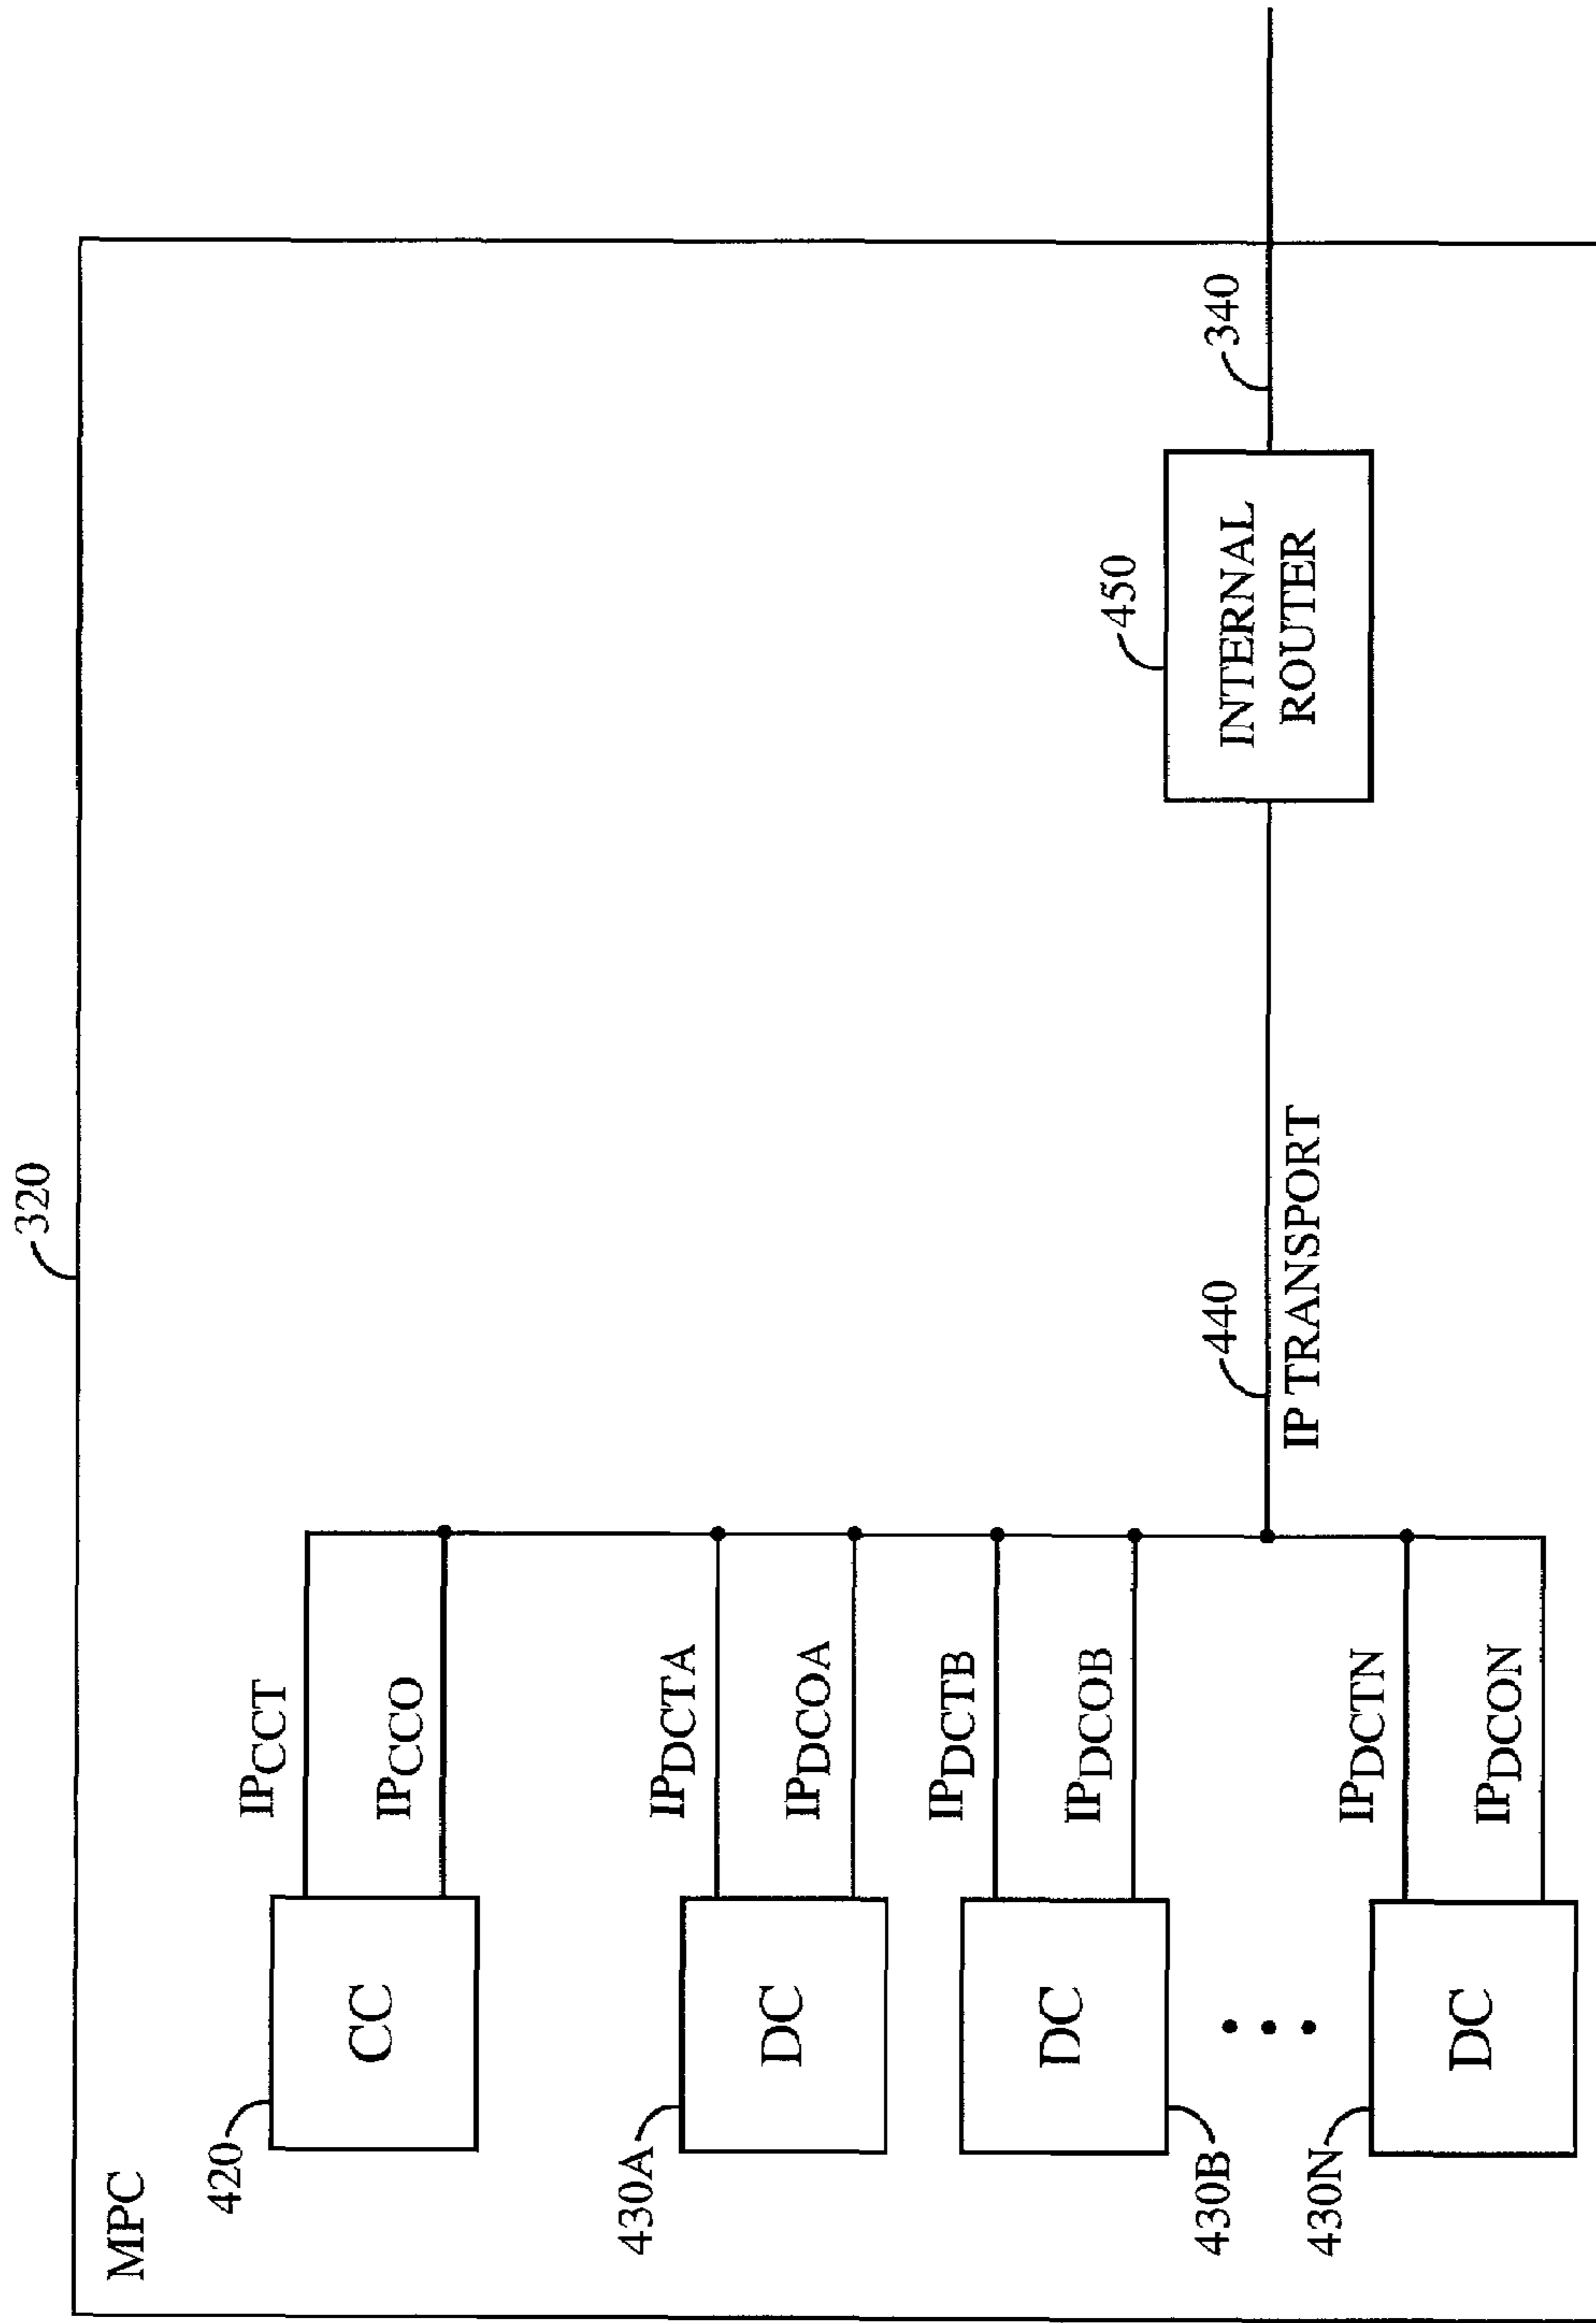 320
MPC
420
CC
IPCCT
IPCCO
430A
DC
IPDCTA
IPDCOA
430B
DC
IPDCTB
IPDCOB
430N
DC
IPDCTN
IPDCON
440
IP TRANSPORT
450
INTERNAL
ROUTER
340